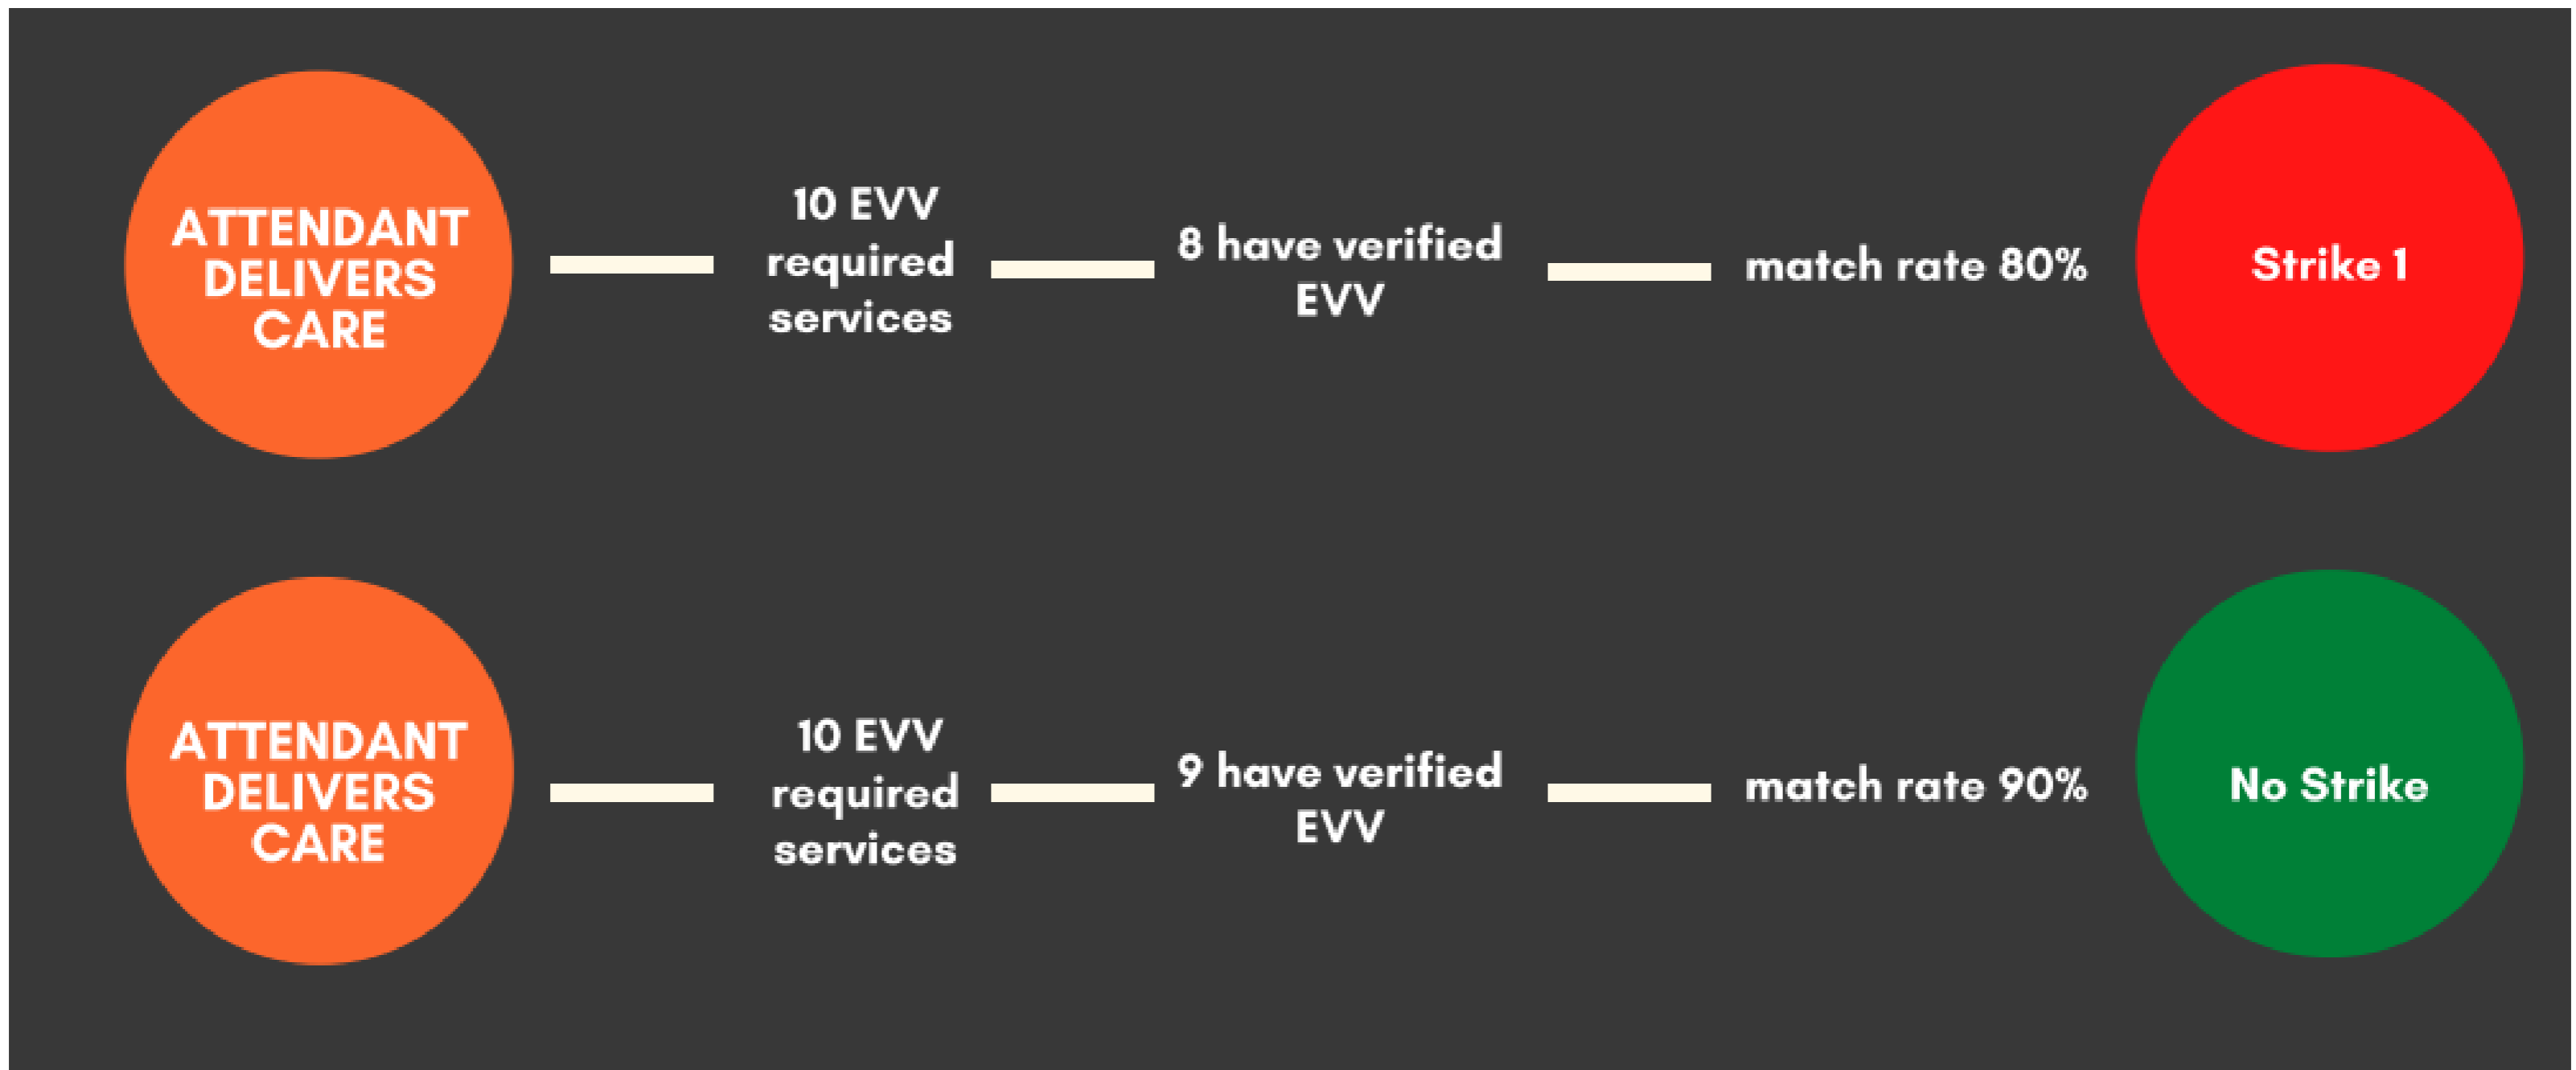 ATTENDANT
DELIVERS
CARE
10 EVV
required
services
8 have verified
EVV
match rate 80%
Strike 1
ATTENDANT
DELIVERS
CARE
10 EVV
required
services
9 have verified
EVV
match rate 90%
No Strike